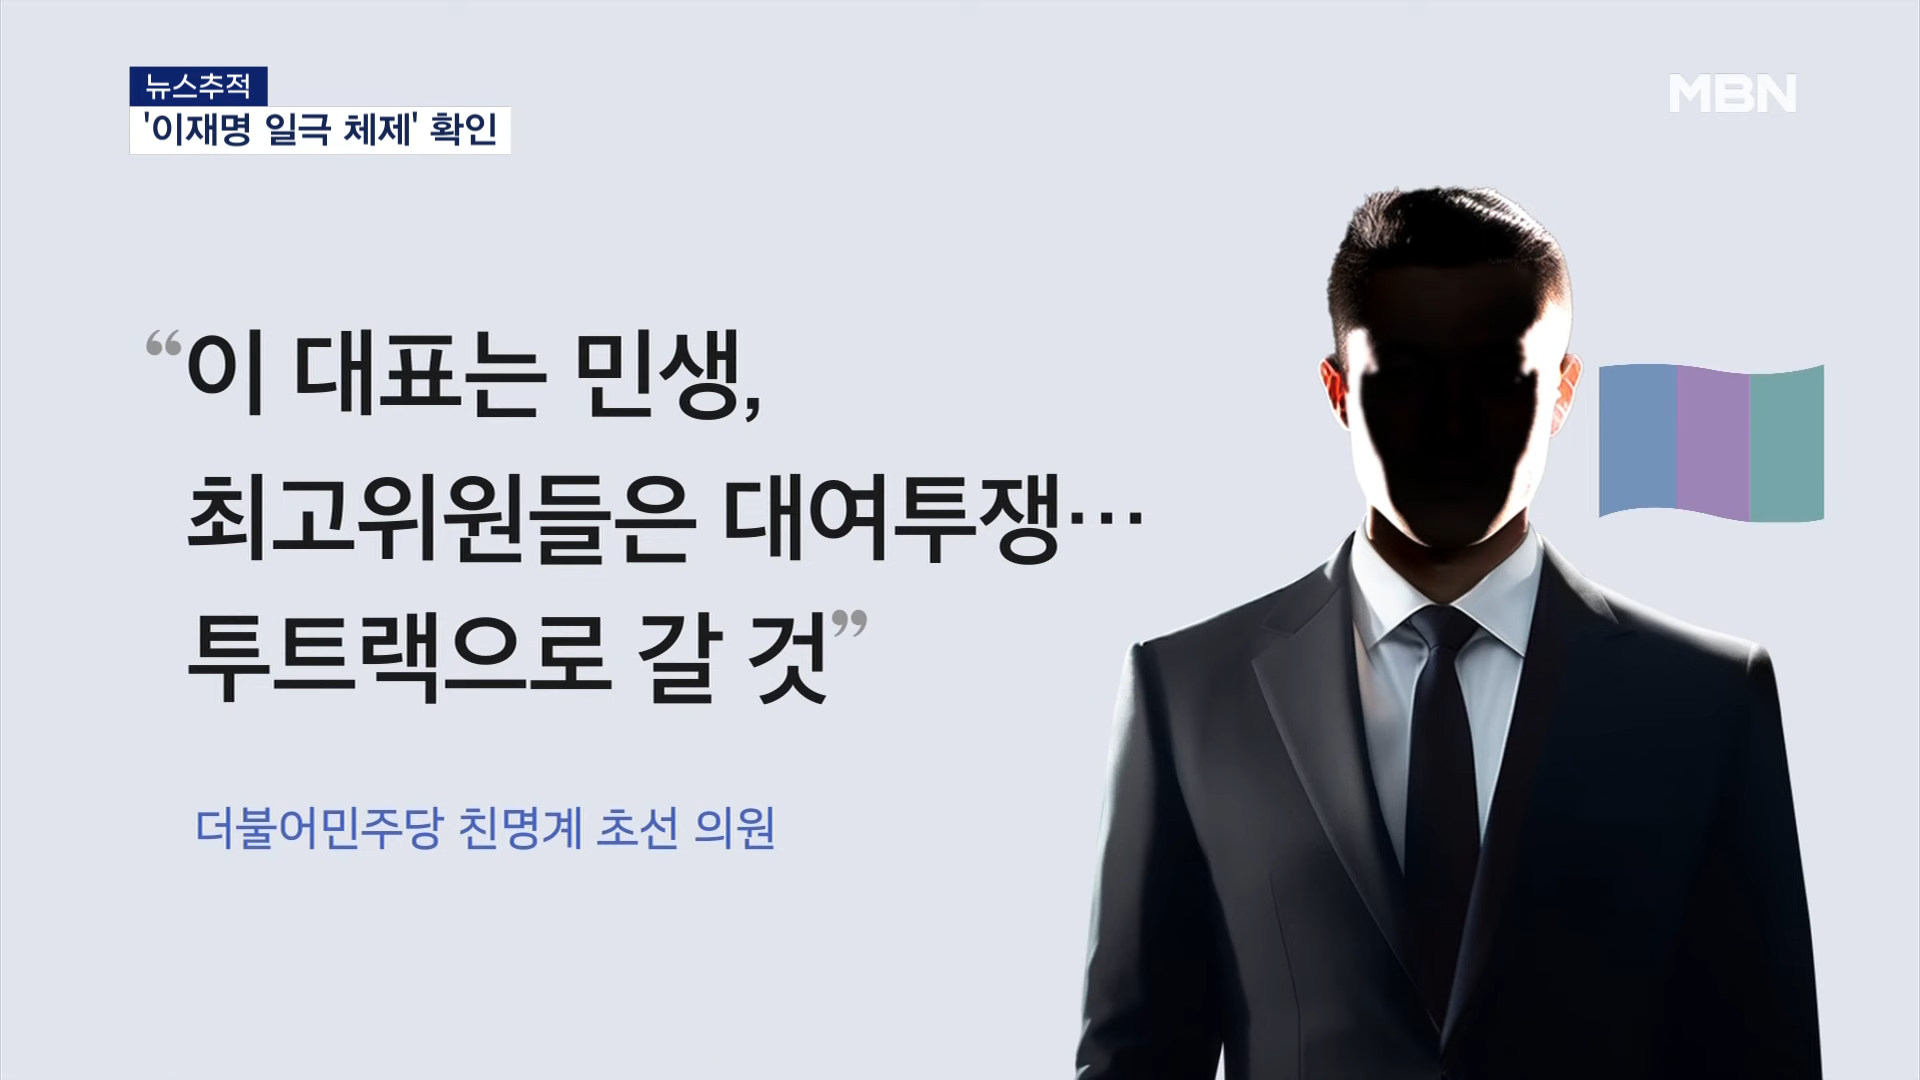 뉴스추적
'이재명 일극 체제' 확인
MBN
“이 대표는 민생,
최고위원들은 대여투쟁…
투트랙으로 갈 것”
더불어민주당 친명계 초선 의원